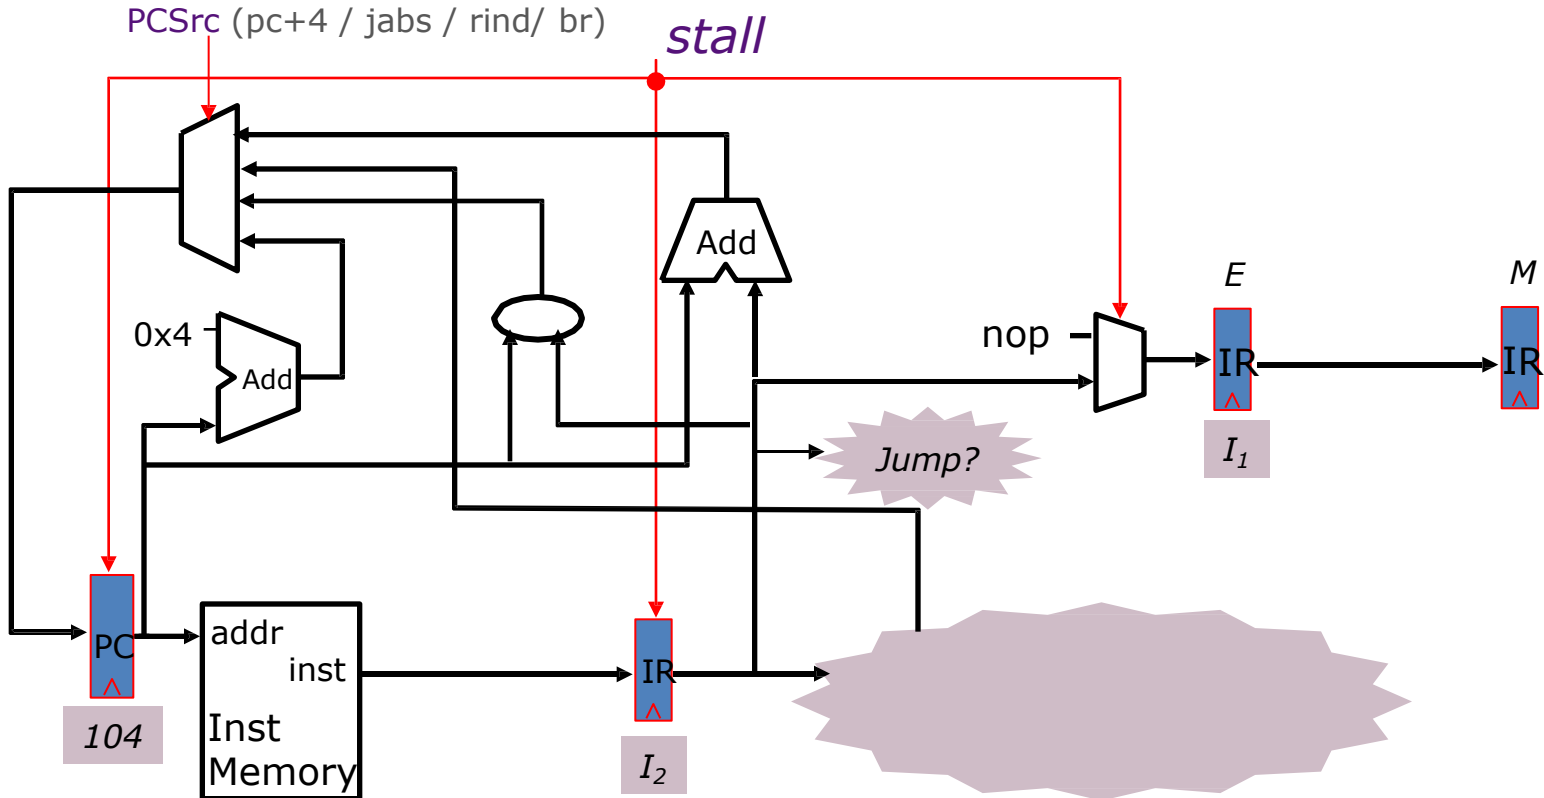 PCSrc (pc+4 / jabs / rind/ br)
stall
Add
E
M
0x4
Add
nop
IR
IR
Jump?
I1
PC
addr
inst
IR
104
Inst
Memory
I2